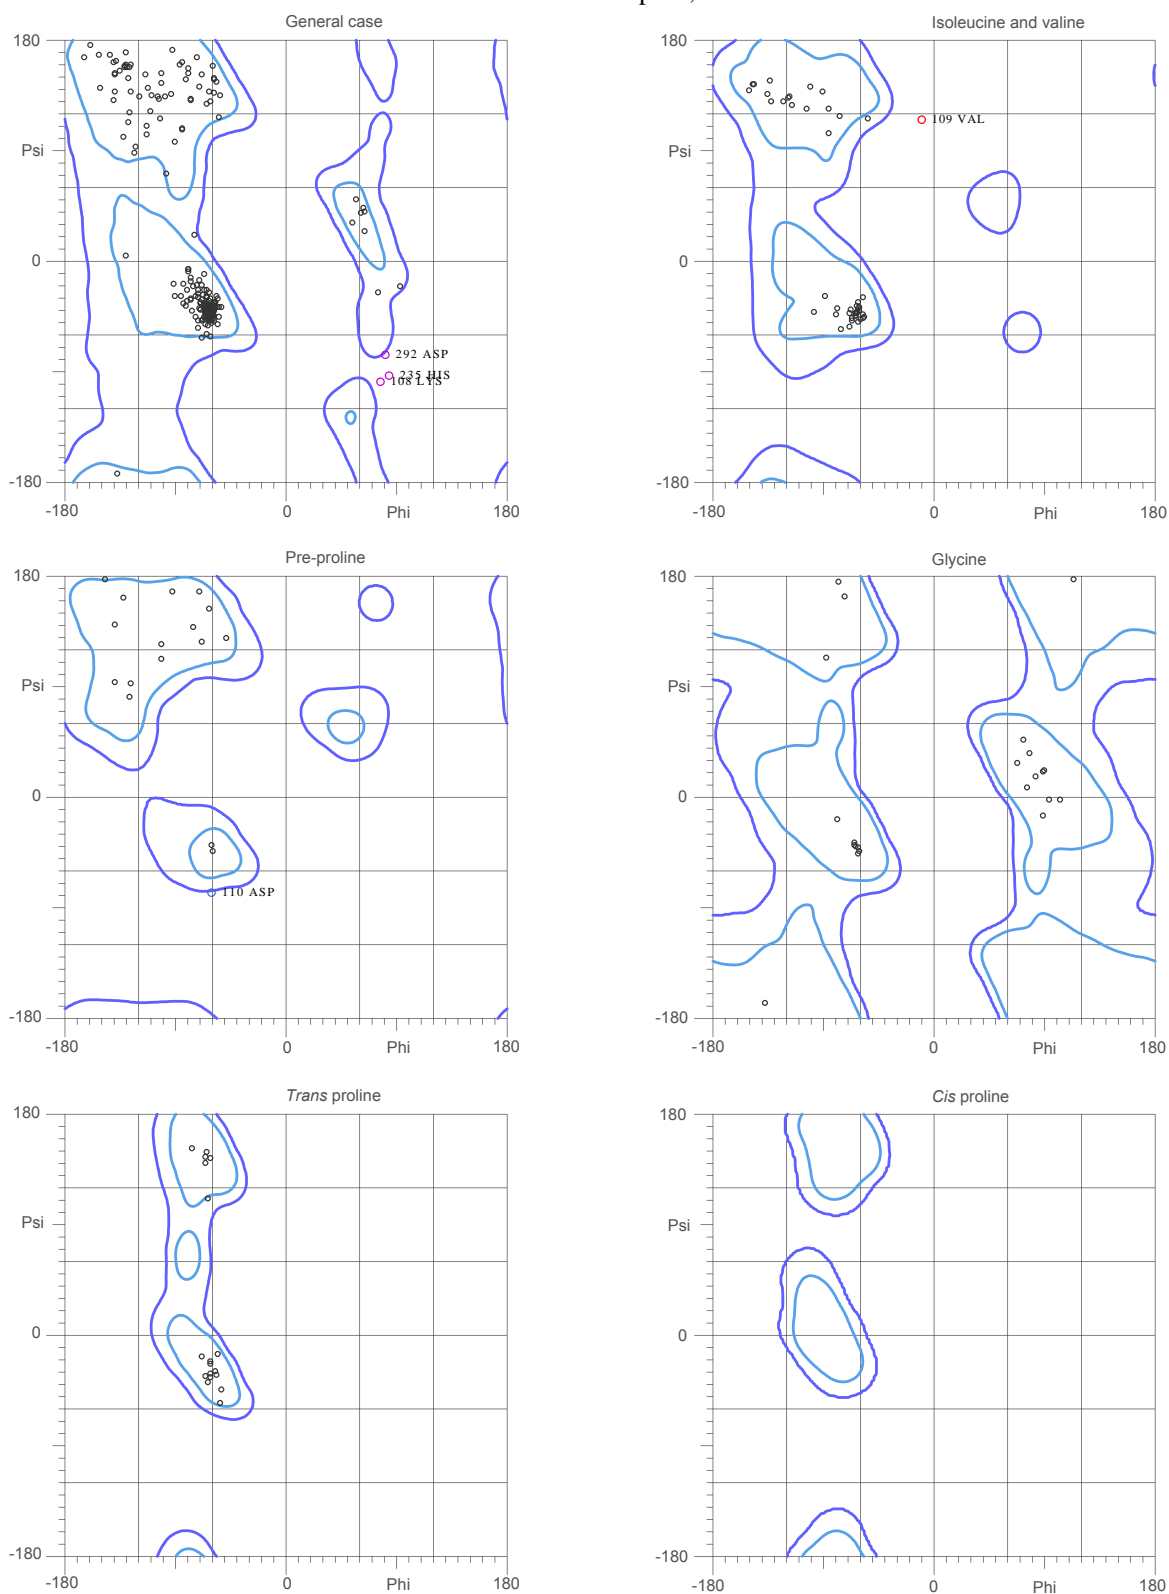 General case
180
Psi
0
-180
-180
0
Phi
180
292 ASP
235 HIS
108 LYS
Isoleucine and valine
180
Psi
0
-180
-180
0
Phi
180
109 VAL
Pre-proline
180
Psi
0
-180
-180
0
Phi
180
110 ASP
Glycine
180
Psi
0
-180
-180
0
Phi
180
Trans proline
180
Psi
0
-180
-180
0
Phi
180
Cis proline
180
Psi
0
-180
-180
0
Phi
180